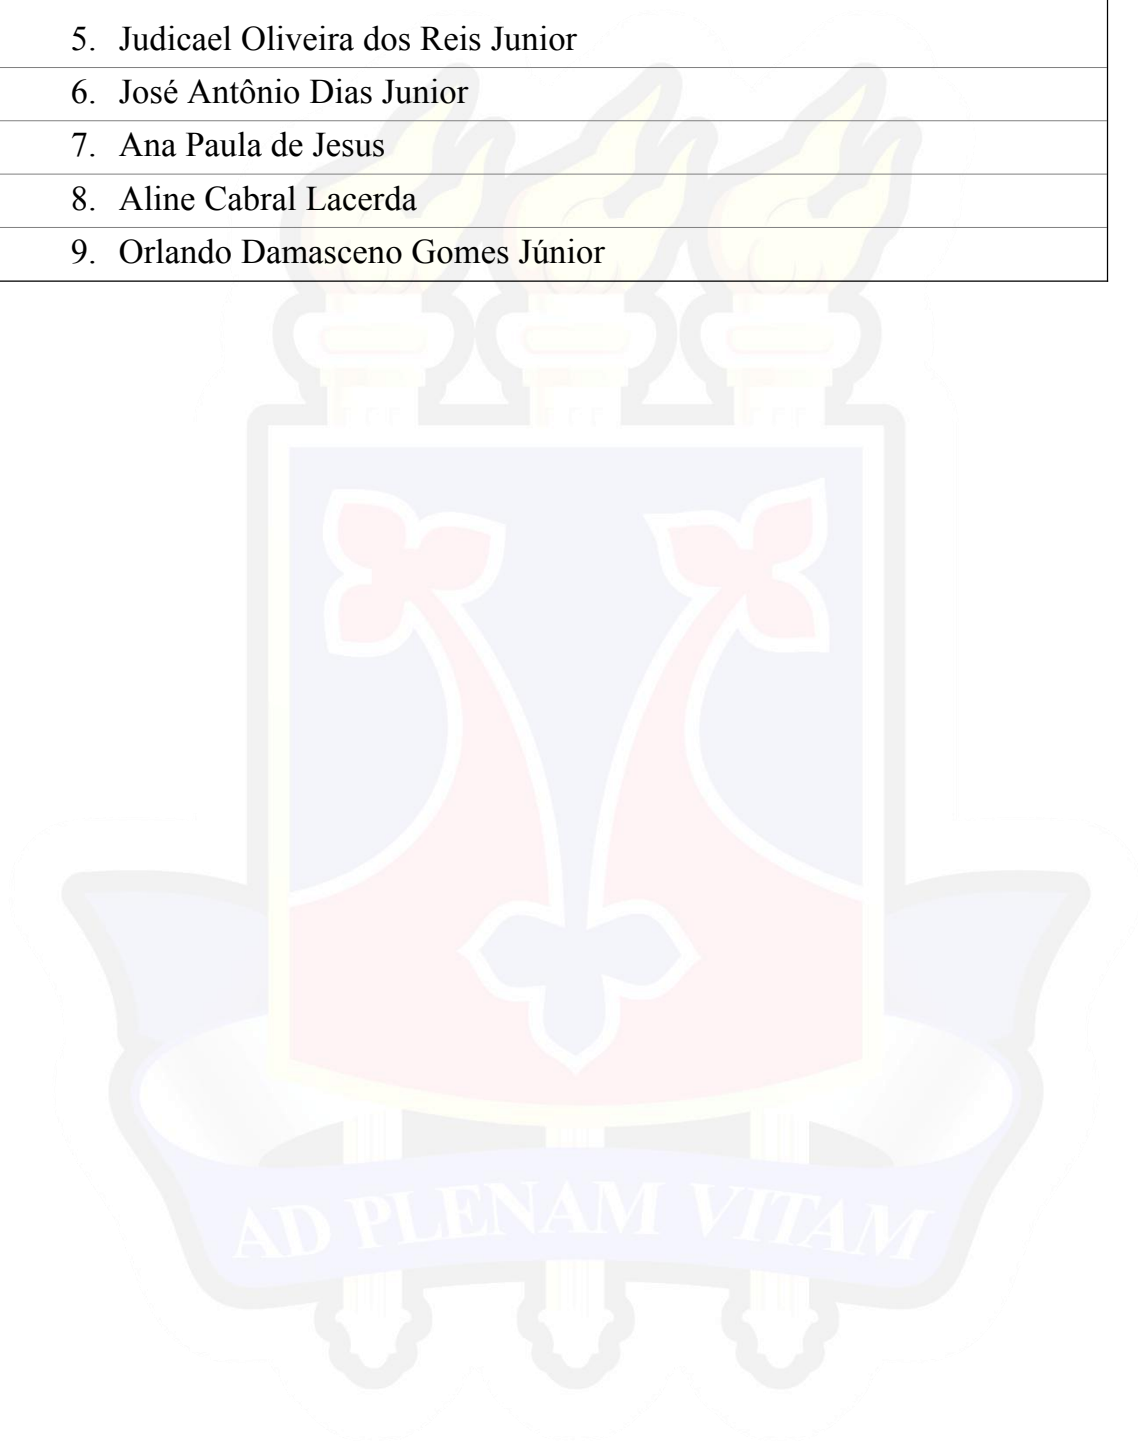 5. Judicael Oliveira dos Reis Junior
6. José Antônio Dias Junior
7. Ana Paula de Jesus
8. Aline Cabral Lacerda
9. Orlando Damasceno Gomes Júnior
AD PLENAM VITAM